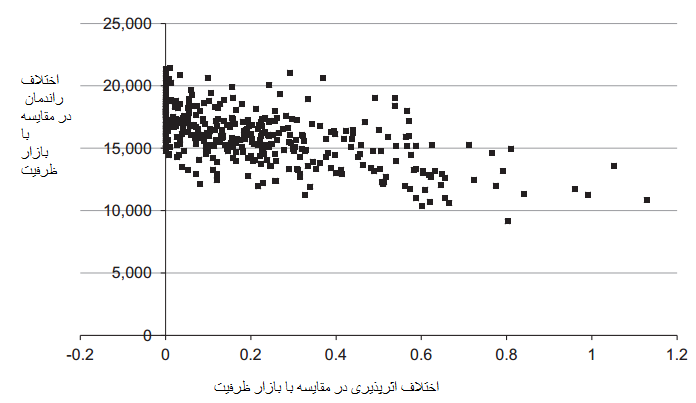 25,000
20,000
15,000
10,000
5,000
0
اختلاف
راندمان
در مقایسه
با
بازار
ظرفیت
-0.2 0 0.2 0.4 0.6 0.8 1 1.2
اختلاف اثرپذیری در مقایسه با بازار ظرفیت